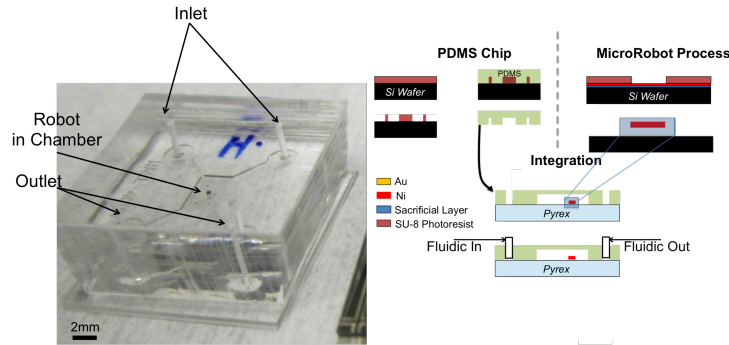 Inlet
Robot
in Chamber
Outlet
H.
2mm
PDMS Chip
MicroRobot Process
PDMS
Si Wafer
Si Wafer
Integration
Au
Ni
Sacrificial Layer
SU-8 Photoresist
Pyrex
Fluidic In
Fluidic Out
Pyrex